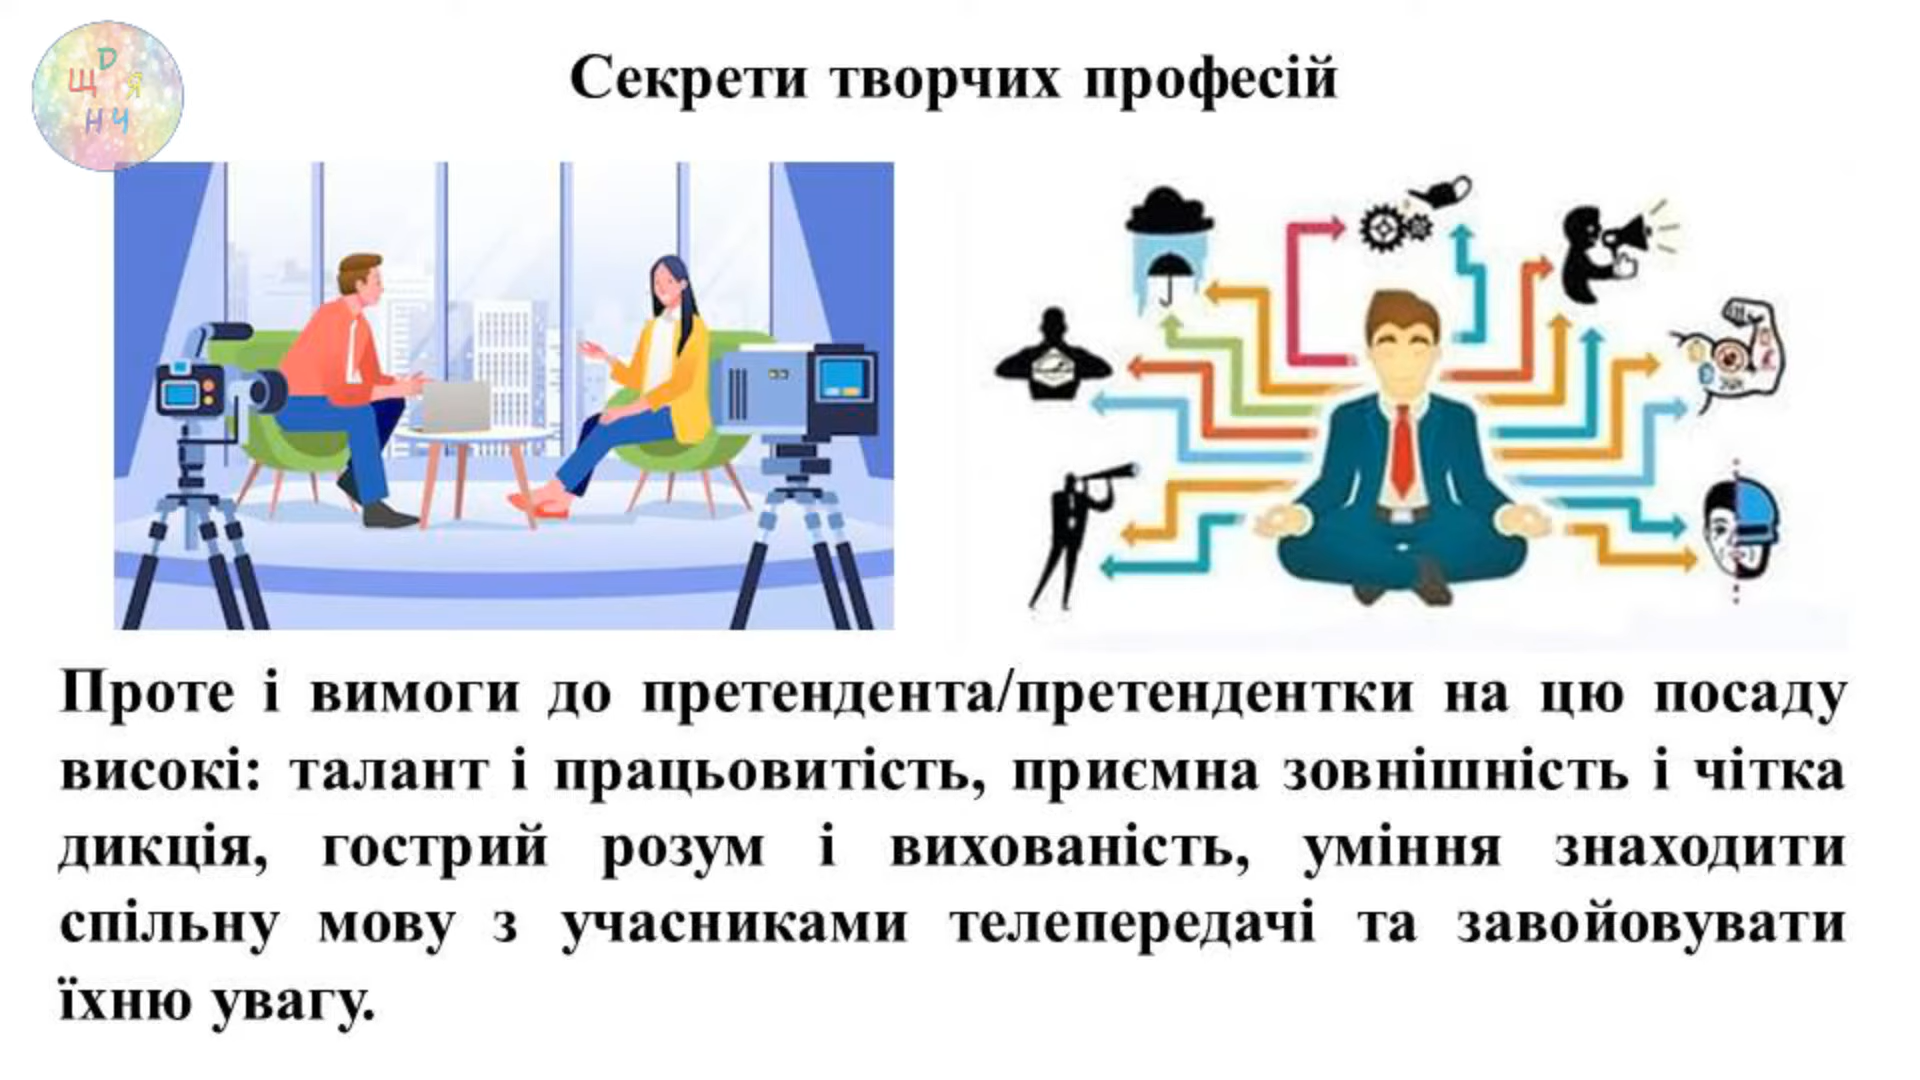 Д
Щ Я
Н Ч
Секрети творчих професій
Проте і вимоги до претендента/претендентки на цю посаду
високі: талант і працьовитість, приємна зовнішність і чітка
дикція, гострий розум і вихованість, уміння знаходити
спільну мову з учасниками телепередачі та завойовувати
їхню увагу.